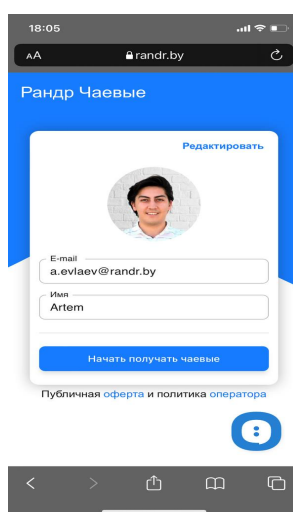 18:05
AA
randr.by
Рандр Чаевые
Редактировать
E-mail
a.evlaev@randr.by
Имя
Artem
Начать получать чаевые
Публичная оферта и политика оператора